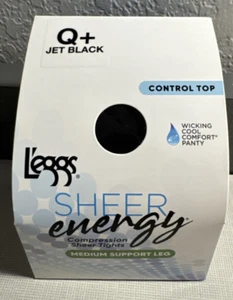 Q+
JET BLACK
CONTROL TOP
WICKING
COOL
COMFORT*
PANTY
L'eggs®
SHEER
energy®
Compression
Sheer Tights
MEDIUM SUPPORT LEG